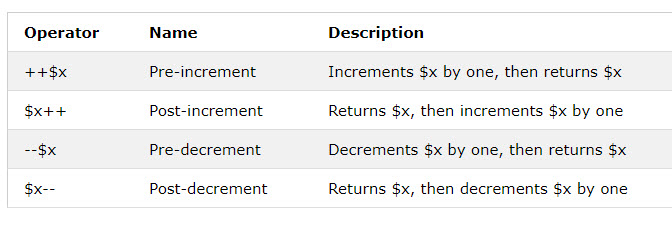 Operator Name Description
++$x Pre-increment Increments $x by one, then returns $x
$x++ Post-increment Returns $x, then increments $x by one
--$x Pre-decrement Decrements $x by one, then returns $x
$x-- Post-decrement Returns $x, then decrements $x by one